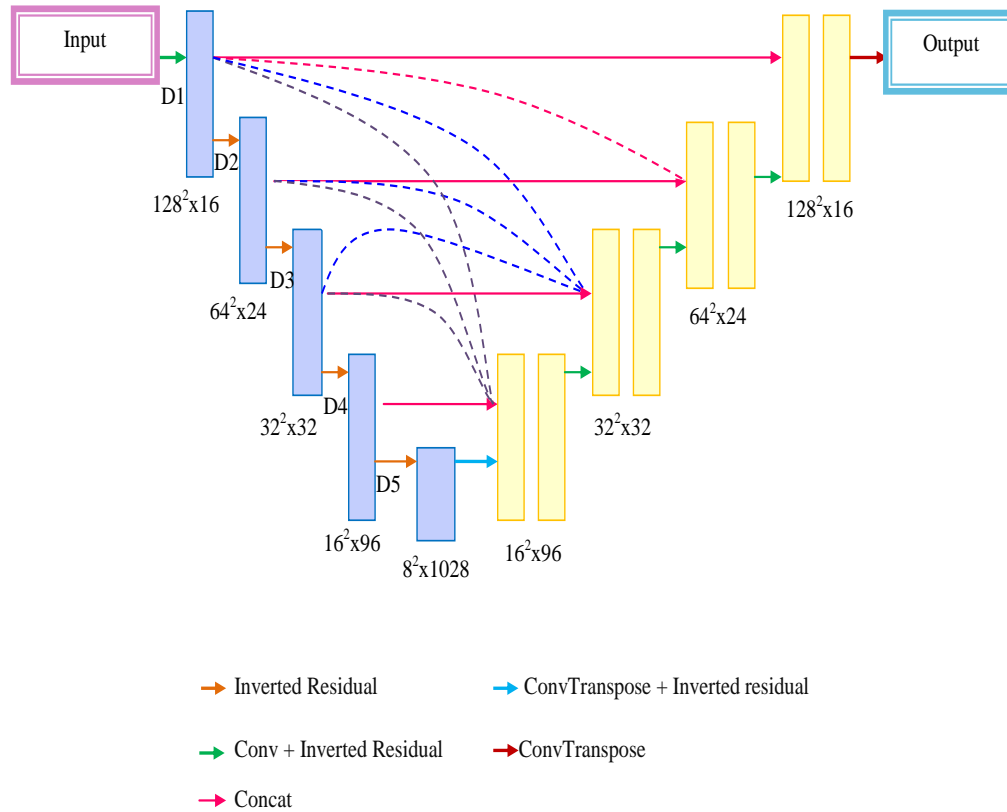 Input
Output
D1
D2
128²x16
128²x16
D3
64²x24
64²x24
D4
32²x32
32²x32
D5
16²x96
16²x96
8²x1028
Inverted Residual
ConvTranspose + Inverted residual
Conv + Inverted Residual
ConvTranspose
Concat